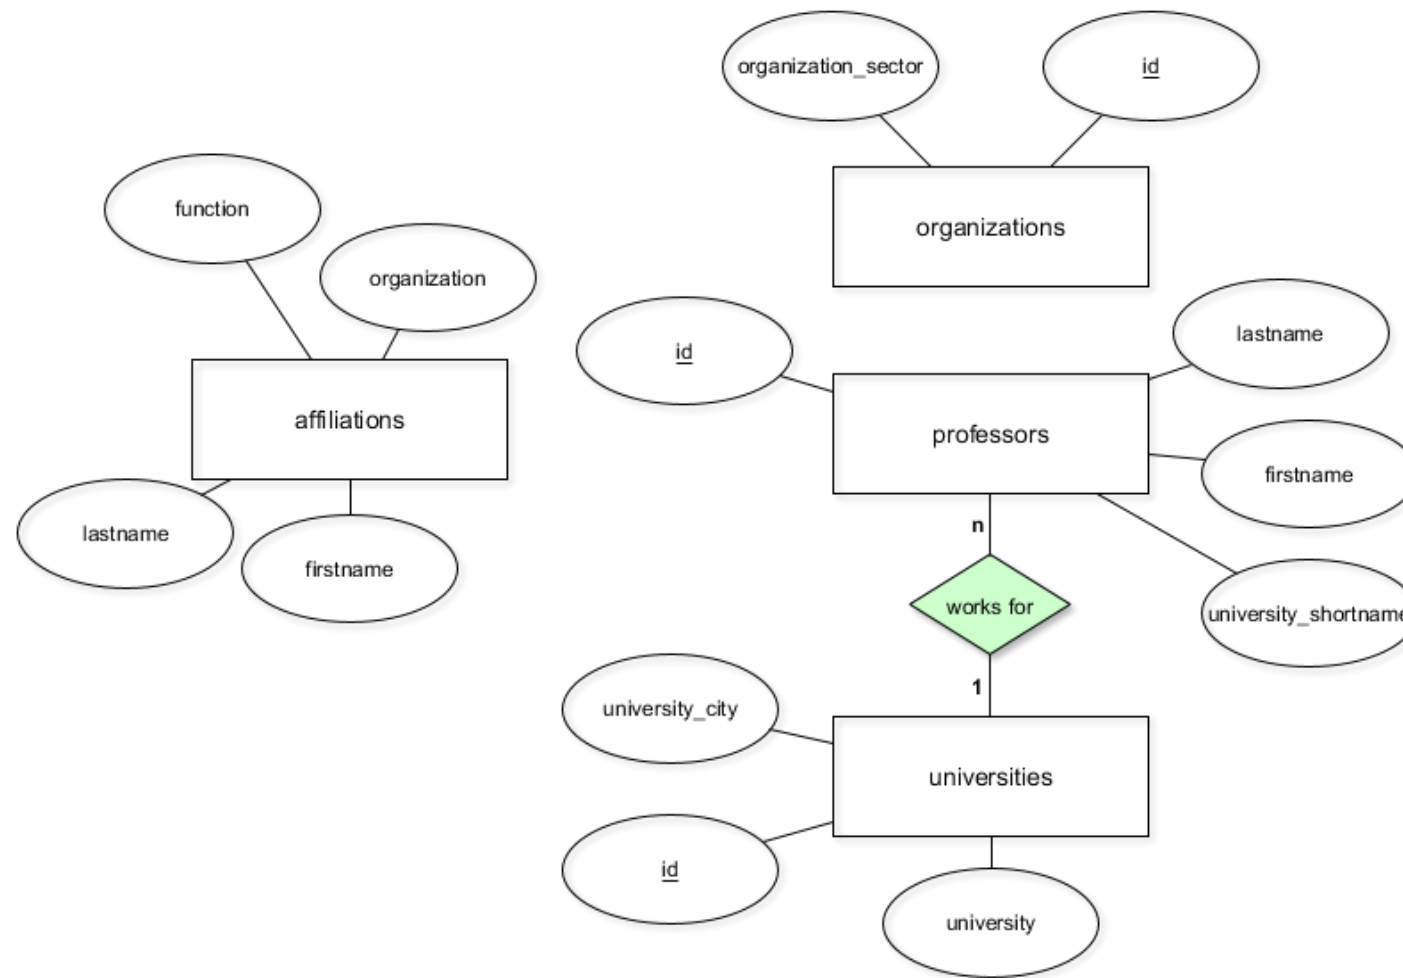 organization_sector
id
organizations
function
organization
affiliations
lastname
firstname
id
lastname
professors
firstname
n
works for
university_shortname
1
university_city
universities
id
university